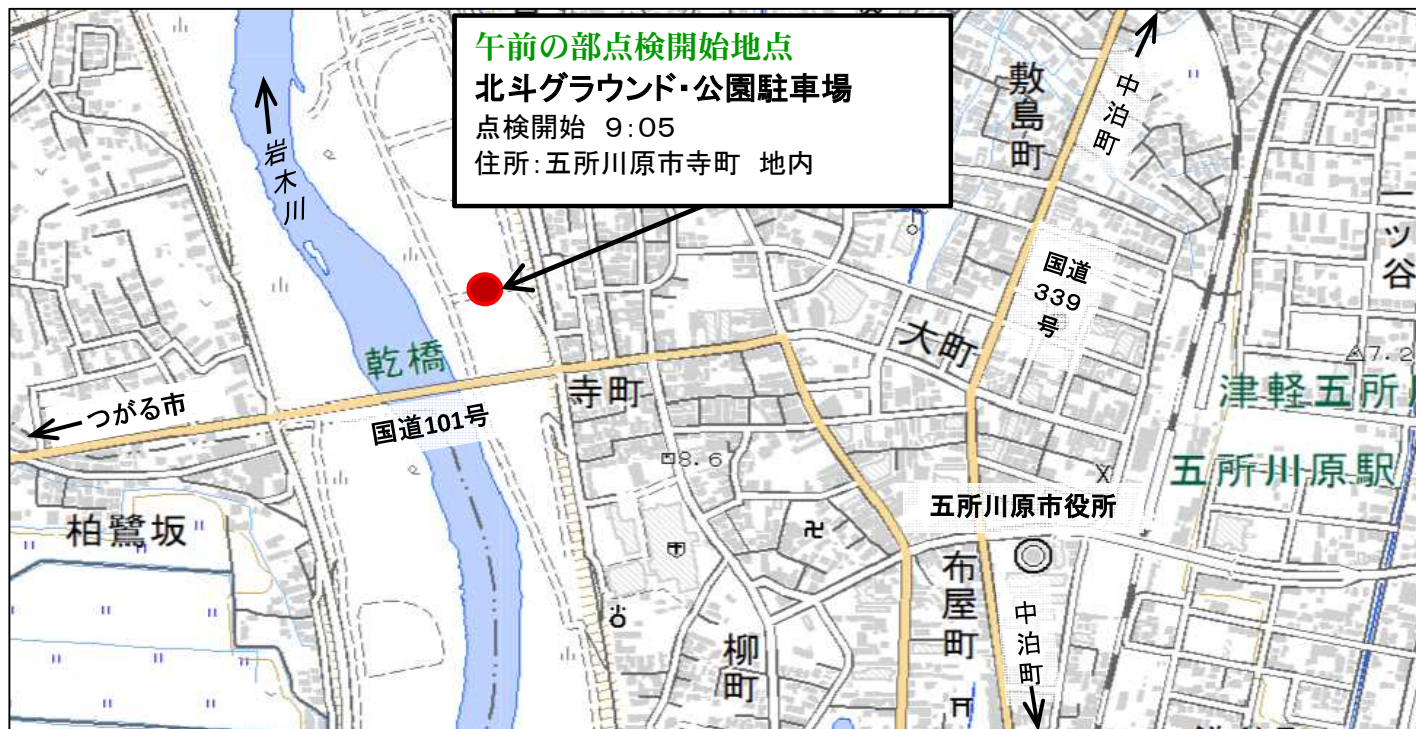 午前の部点検開始地点
北斗グラウンド・公園駐車場
点検開始 9:05
住所:五所川原市寺町 地内
岩木川
敷島町
中泊町
一ツ谷
国道
339
号
大町
7.2
乾橋
寺町
津軽五所
つがる市
国道101号
8.6
五所川原駅
五所川原市役所
柏鷺坂
布屋町
中泊町
柳町